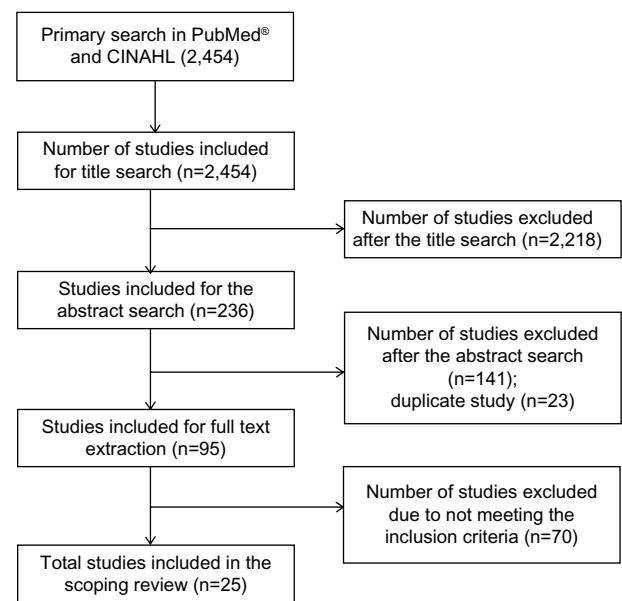 Primary search in PubMed®
and CINAHL (2,454)
Number of studies included
for title search (n=2,454)
Number of studies excluded
after the title search (n=2,218)
Studies included for the
abstract search (n=236)
Number of studies excluded
after the abstract search
(n=141);
duplicate study (n=23)
Studies included for full text
extraction (n=95)
Number of studies excluded
due to not meeting the
inclusion criteria (n=70)
Total studies included in the
scoping review (n=25)